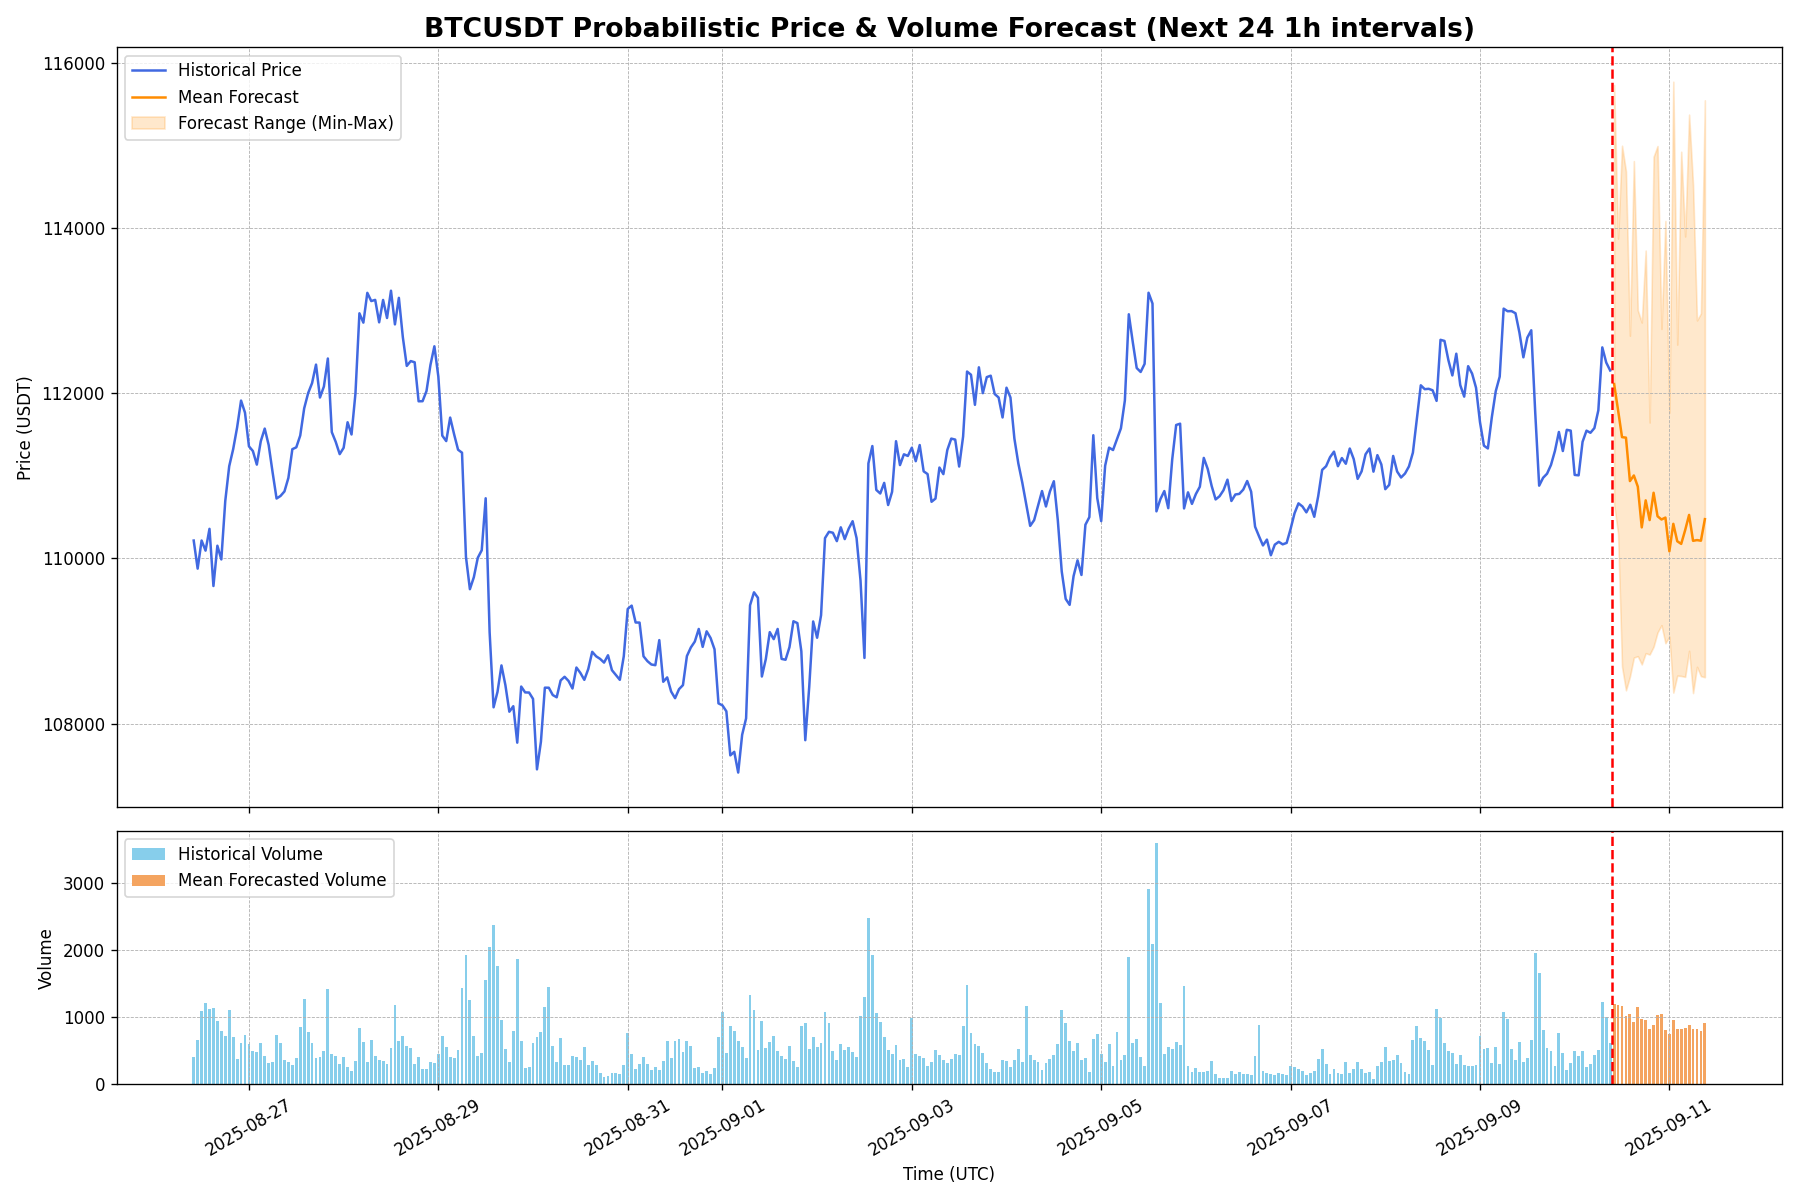 BTCUSDT Probabilistic Price & Volume Forecast (Next 24 1h intervals)
Historical Price
Mean Forecast
Forecast Range (Min-Max)
Price (USDT)
116000
114000
112000
110000
108000
Historical Volume
Mean Forecasted Volume
Volume
3000
2000
1000
0
2025-08-27
2025-08-29
2025-08-31
2025-09-01
2025-09-03
2025-09-05
2025-09-07
2025-09-09
2025-09-11
Time (UTC)